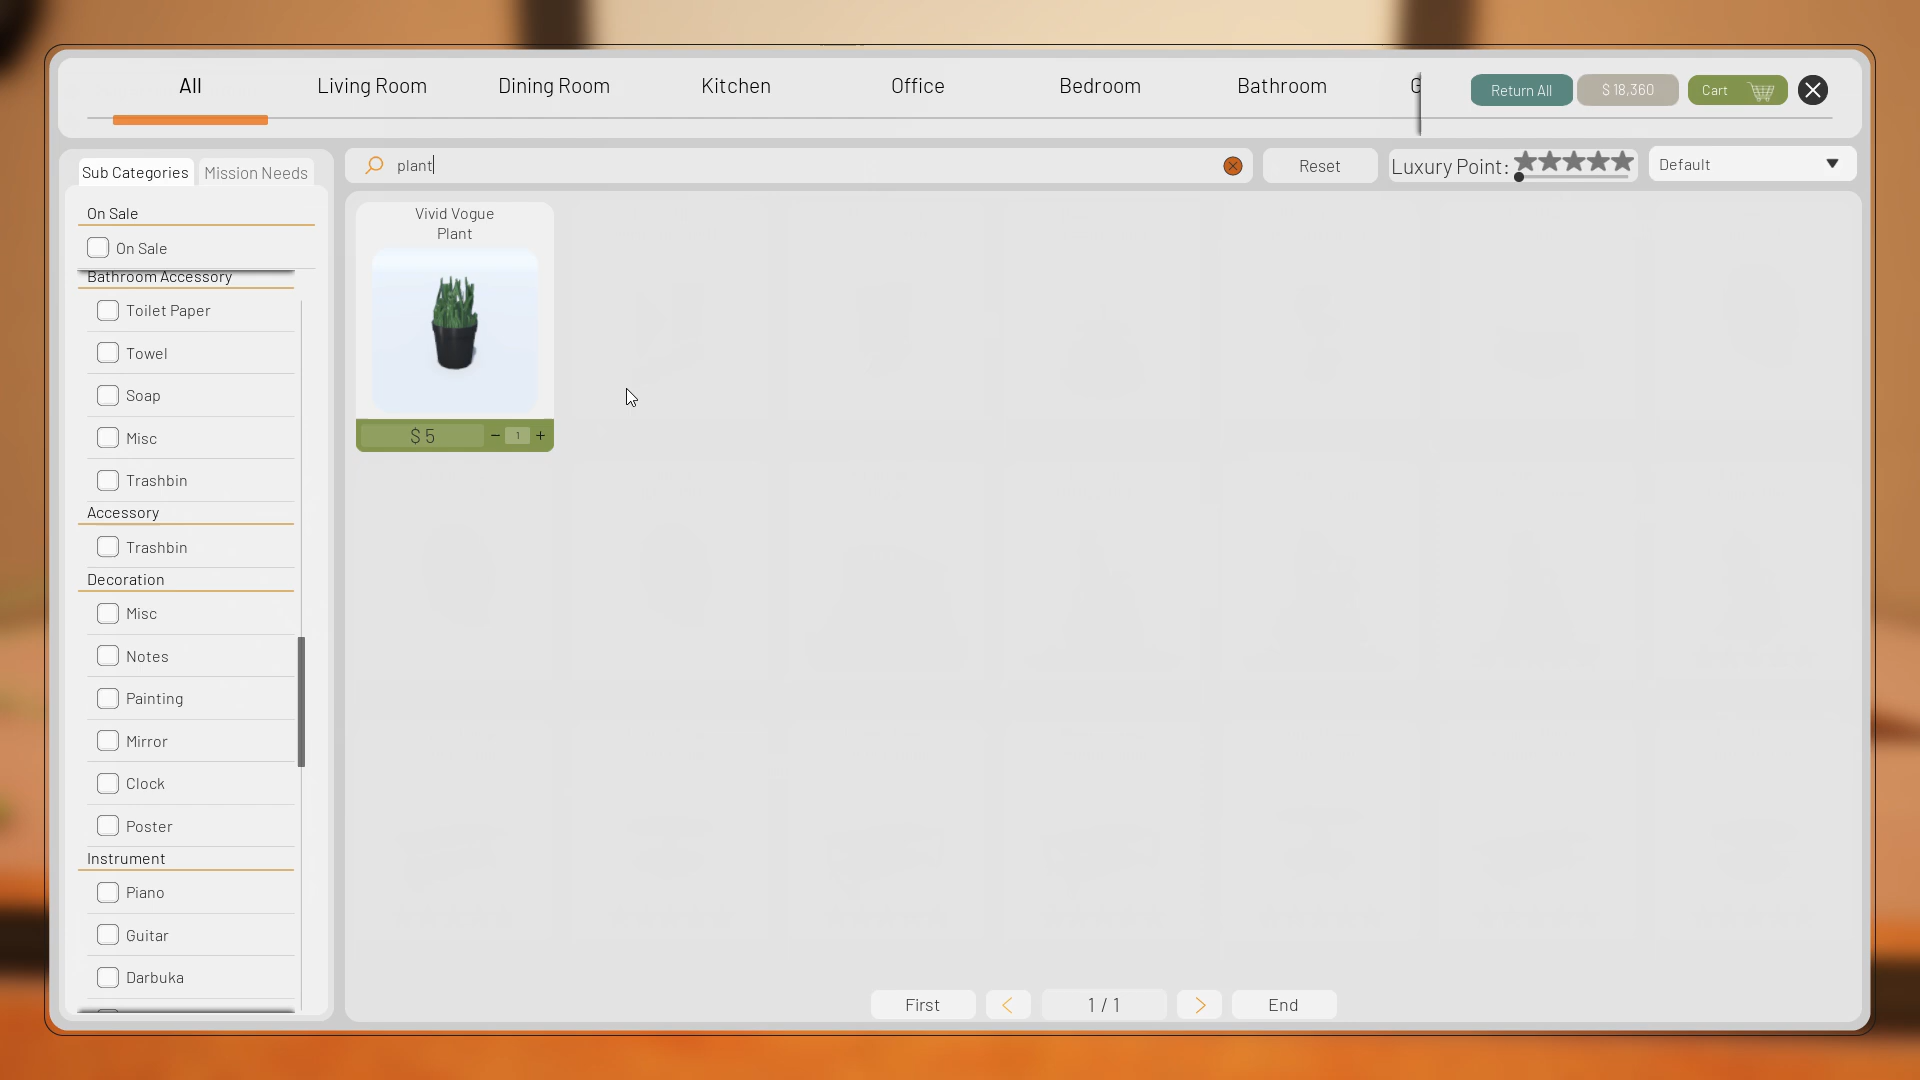 All
Living Room
Dining Room
Kitchen
Office
Bedroom
Bathroom
Return All
$ 18,360
Cart
Sub Categories
Mission Needs
plant
Reset
Luxury Point:
Default
On Sale
On Sale
Bathroom Accessory
Toilet Paper
Towel
Soap
Misc
Trashbin
Accessory
Trashbin
Decoration
Misc
Notes
Painting
Mirror
Clock
Poster
Instrument
Piano
Guitar
Darbuka
Vivid Vogue
Plant
$ 5
- 1 +
First
<
1 / 1
>
End